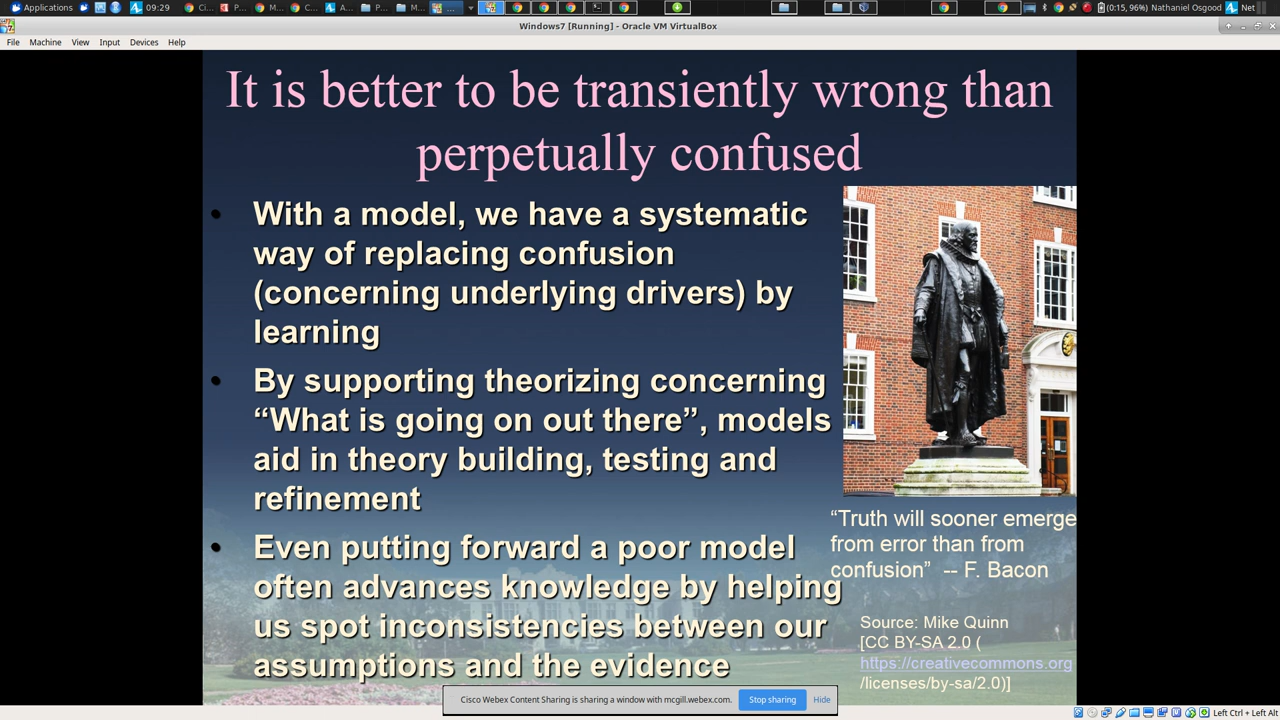 Applications
09:29
Ci...
P...
M...
C...
A...
P...
M...
...
(0:15, 96%) Nathaniel Osgood
Net
Windows7 [Running] - Oracle VM VirtualBox
File Machine View Input Devices Help
It is better to be transiently wrong than
perpetually confused
• With a model, we have a systematic
way of replacing confusion
(concerning underlying drivers) by
learning
• By supporting theorizing concerning
“What is going on out there”, models
aid in theory building, testing and
refinement
• Even putting forward a poor model
often advances knowledge by helping
us spot inconsistencies between our
assumptions and the evidence
“Truth will sooner emerge
from error than from
confusion” -- F. Bacon
Source: Mike Quinn
[CC BY-SA 2.0 (
https://creativecommons.org
/licenses/by-sa/2.0)]
Cisco Webex Content Sharing is sharing a window with mcgill.webex.com. Stop sharing Hide
Left Ctrl + Left Alt